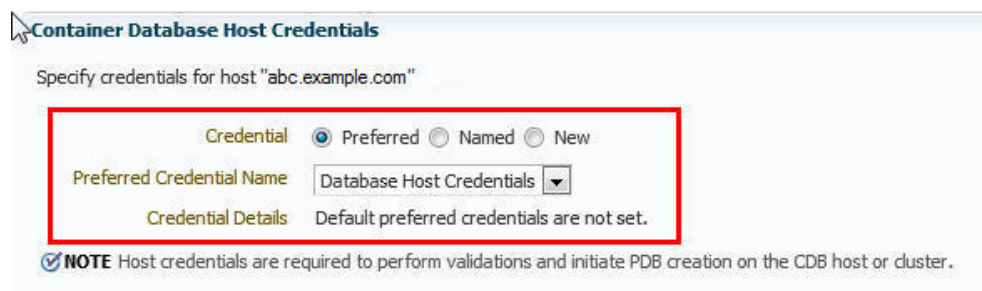 Container Database Host Credentials
Specify credentials for host "abc.example.com"
Credential Preferred Named New
Preferred Credential Name Database Host Credentials
Credential Details Default preferred credentials are not set.
NOTE Host credentials are required to perform validations and initiate PDB creation on the CDB host or cluster.